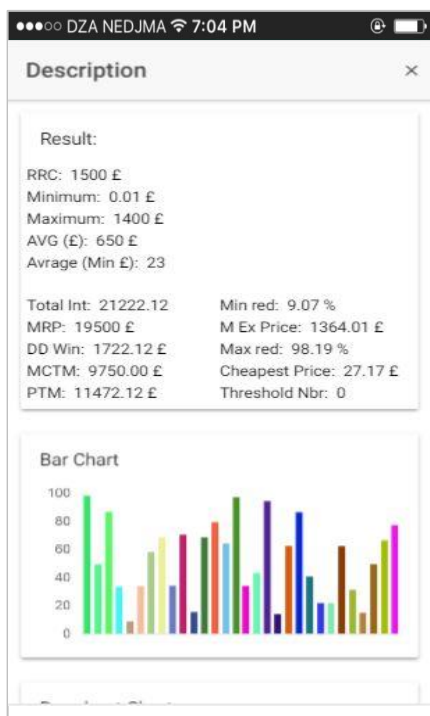 DZA NEDJMA 7:04 PM
Description ×
Result:
RRC: 1500 £
Minimum: 0.01 £
Maximum: 1400 £
AVG (£): 650 £
Avrage (Min £): 23
Total Int: 21222.12 Min red: 9.07 %
MRP: 19500 £ M Ex Price: 1364.01 £
DD Win: 1722.12 £ Max red: 98.19 %
MCTM: 9750.00 £ Cheapest Price: 27.17 £
PTM: 11472.12 £ Threshold Nbr: 0
Bar Chart
100
80
60
40
20
0